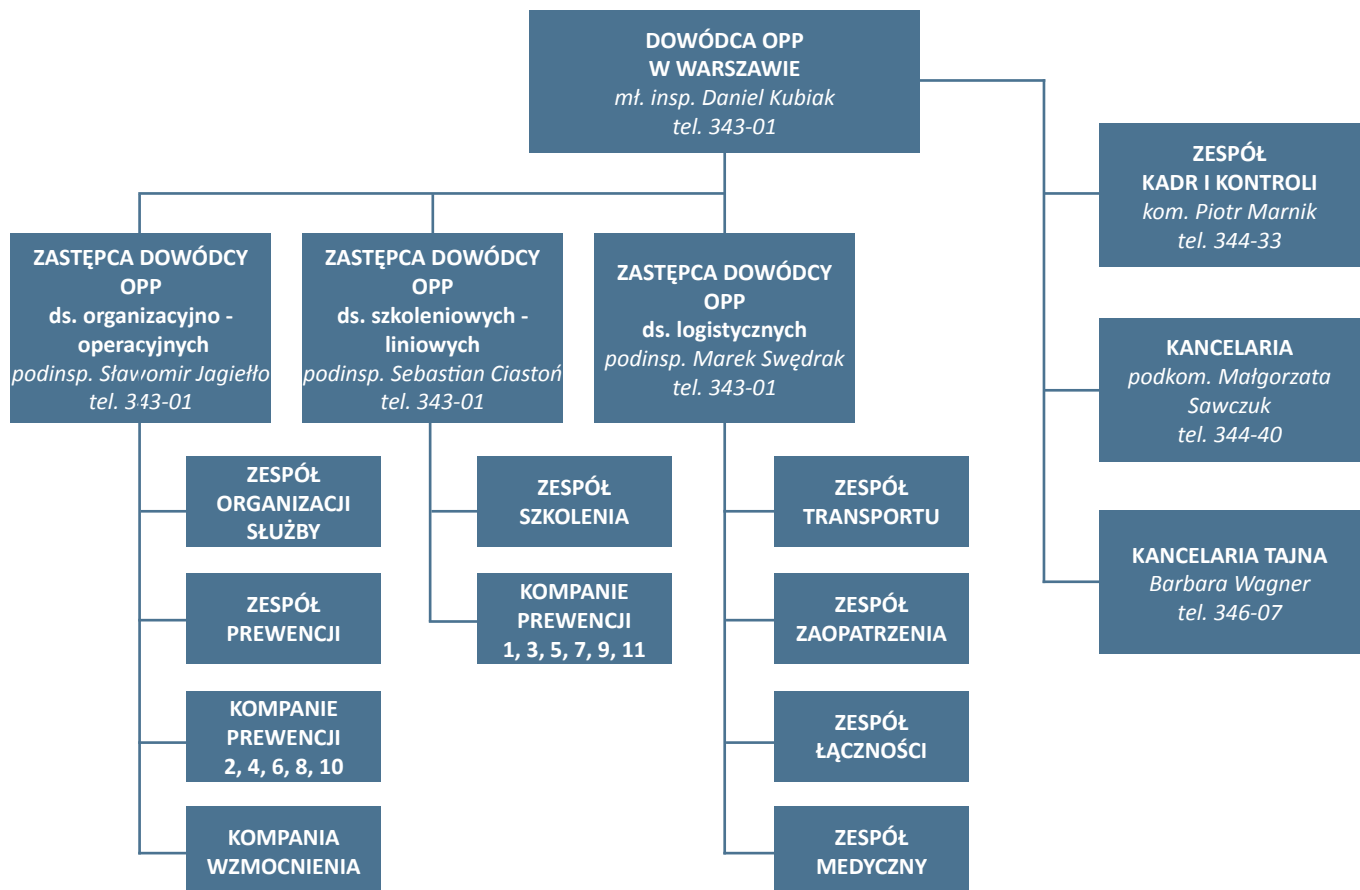 DOWÓDCA OPP
W WARSZAWIE
mł. insp. Daniel Kubiak
tel. 343-01
ZESPÓŁ
KADR I KONTROLI
kom. Piotr Marnik
tel. 344-33
ZASTĘPCA DOWÓDCY
OPP
ds. organizacyjno -
operacyjnych
podinsp. Sławomir Jagiełło
tel. 343-01
ZASTĘPCA DOWÓDCY
OPP
ds. szkoleniowych -
liniowych
podinsp. Sebastian Ciastoń
tel. 343-01
ZASTĘPCA DOWÓDCY
OPP
ds. logistycznych
podinsp. Marek Swędrak
tel. 343-01
KANCELARIA
podkom. Małgorzata
Sawczuk
tel. 344-40
KANCELARIA TAJNA
Barbara Wagner
tel. 346-07
ZESPÓŁ
ORGANIZACJI
SŁUŻBY
ZESPÓŁ
PREWENCJI
KOMPANIE
PREWENCJI
2, 4, 6, 8, 10
KOMPANIA
WZMOCNIENIA
ZESPÓŁ
SZKOLENIA
KOMPANIE
PREWENCJI
1, 3, 5, 7, 9, 11
ZESPÓŁ
TRANSPORTU
ZESPÓŁ
ZAOPATRZENIA
ZESPÓŁ
ŁĄCZNOŚCI
ZESPÓŁ
MEDYCZNY